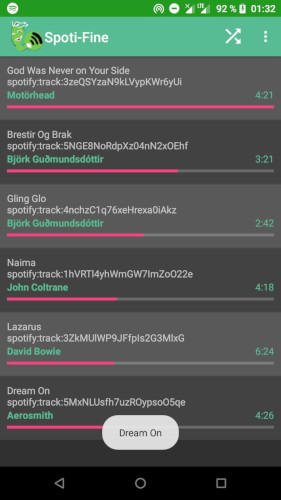 92 % 01:32
Spoti-Fine
God Was Never on Your Side
spotify:track:3zeQSYzaN9kLVypKWr6yUi
Motörhead 4:21
Brestir Og Brak
spotify:track:5NGE8NoRdpXz04nN2xOEhf
Björk Guðmundsdóttir 3:21
Gling Glo
spotify:track:4nchzC1q76xeHrexa0iAkz
Björk Guðmundsdóttir 2:42
Naima
spotify:track:1hVRTl4yhWmGW7ImZoO22e
John Coltrane 4:18
Lazarus
spotify:track:3ZkMUlWP9JFfpIs2G3MlxG
David Bowie 6:24
Dream On
spotify:track:5MxNLUsfh7uzROypsoO5qe
Aerosmith 4:26
Dream On